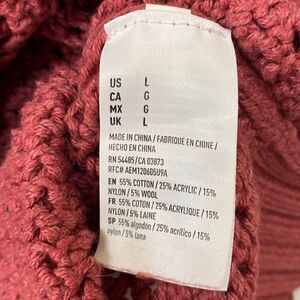 US L
CA G
MX G
UK L
MADE IN CHINA / FABRIQUÉ EN CHINE /
HECHO EN CHINA
RN 54485/CA 03873
RFC# AEM120605U9A
EN 55% COTTON / 25% ACRYLIC / 15%
NYLON / 5% WOOL
FR 55% COTON / 25% ACRYLIQUE / 15%
NYLON / 5% LAINE
SP 55% algodón / 25% acrílico / 15%
nylon / 5% lana